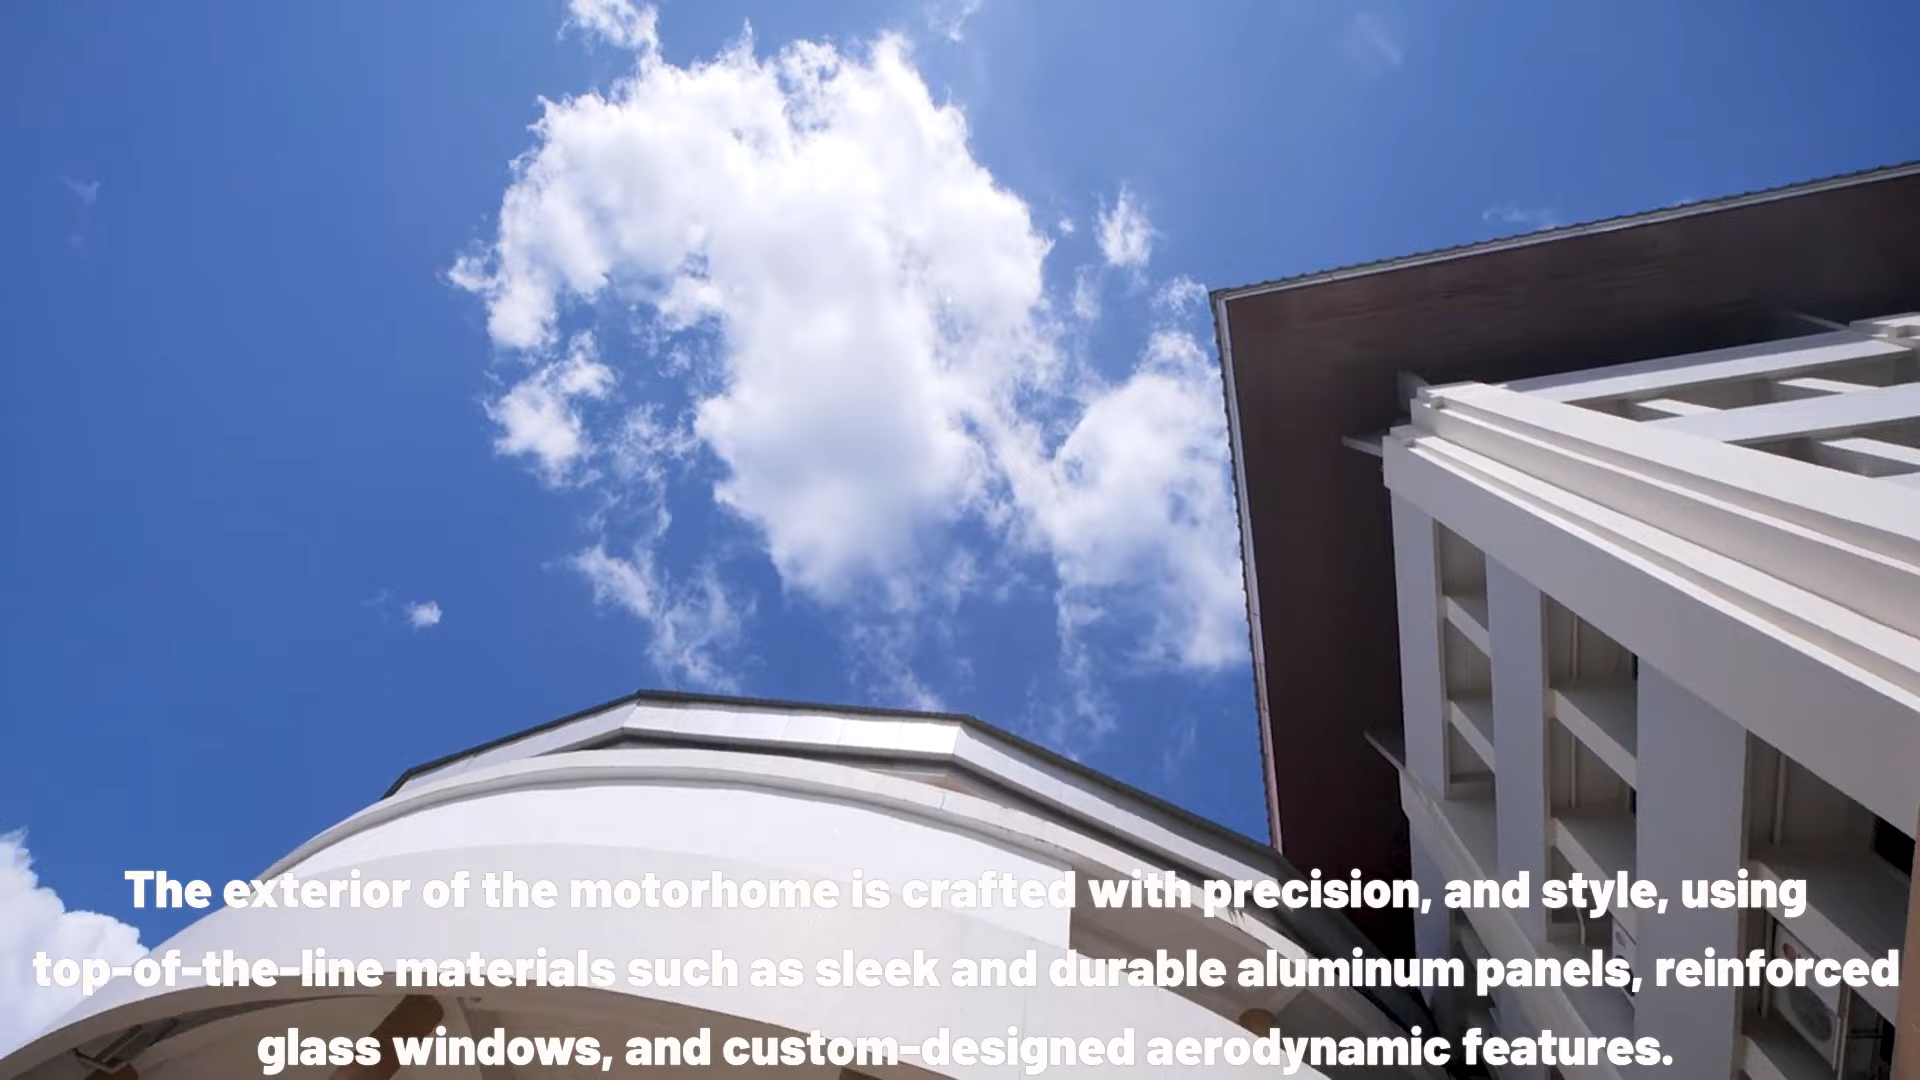 The exterior of the motorhome is crafted with precision, and style, using
top-of-the-line materials such as sleek and durable aluminum panels, reinforced
glass windows, and custom-designed aerodynamic features.